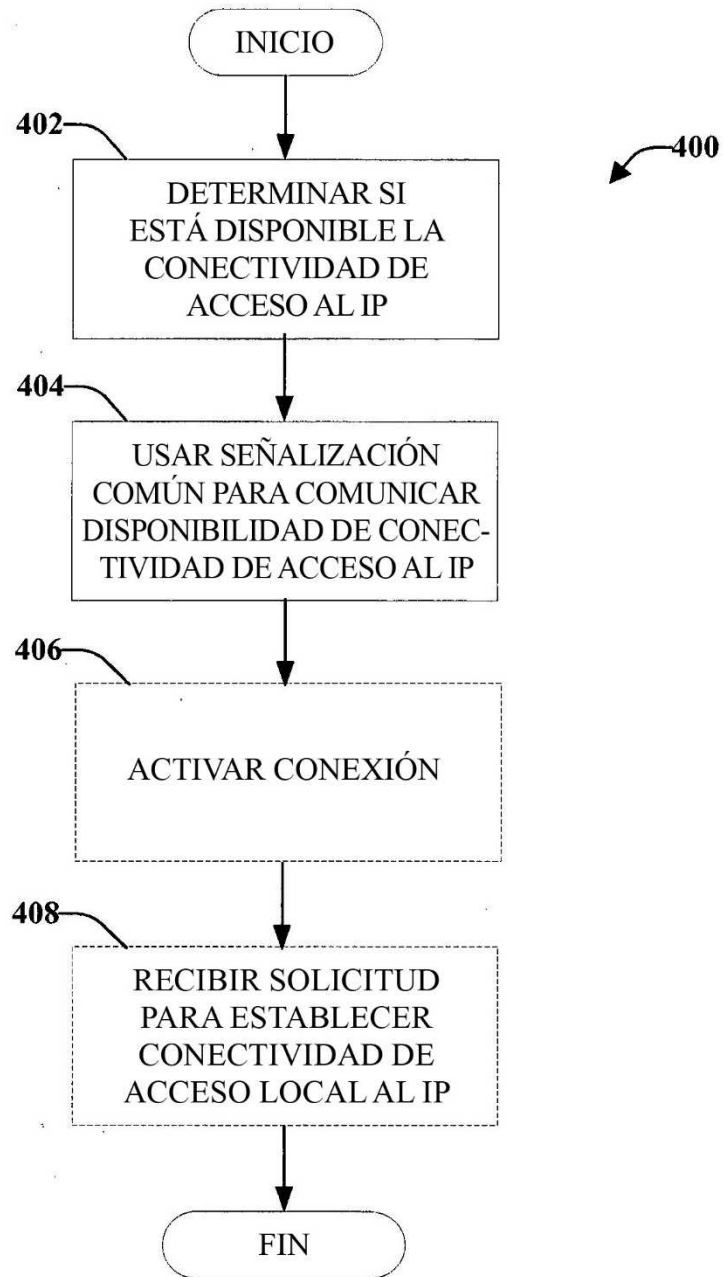 INICIO
402
400
DETERMINAR SI
ESTÁ DISPONIBLE LA
CONECTIVIDAD DE
ACCESO AL IP
404
USAR SEÑALIZACIÓN
COMÚN PARA COMUNICAR
DISPONIBILIDAD DE CONEC-
TIVIDAD DE ACCESO AL IP
406
ACTIVAR CONEXIÓN
408
RECIBIR SOLICITUD
PARA ESTABLECER
CONECTIVIDAD DE
ACCESO LOCAL AL IP
FIN